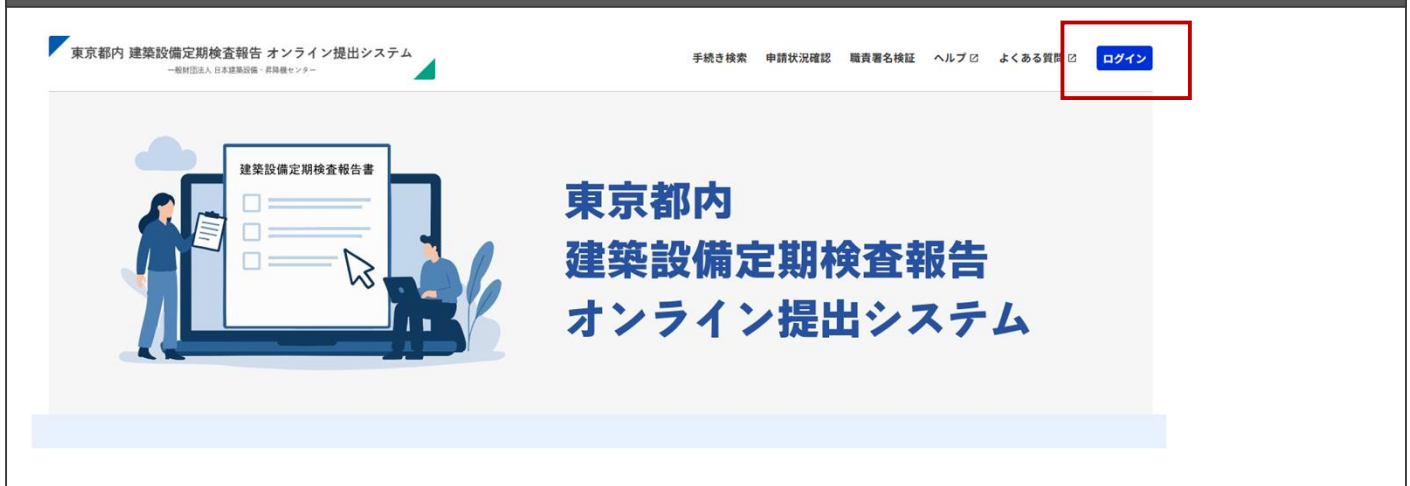 東京都内 建築設備定期検査報告 オンライン提出システム
一般財団法人 日本建築設備・昇降機センター
手続き検索 申請状況確認 職責署名検証 ヘルプ よくある質問 ログイン
建築設備定期検査報告書
東京都内
建築設備定期検査報告
オンライン提出システム